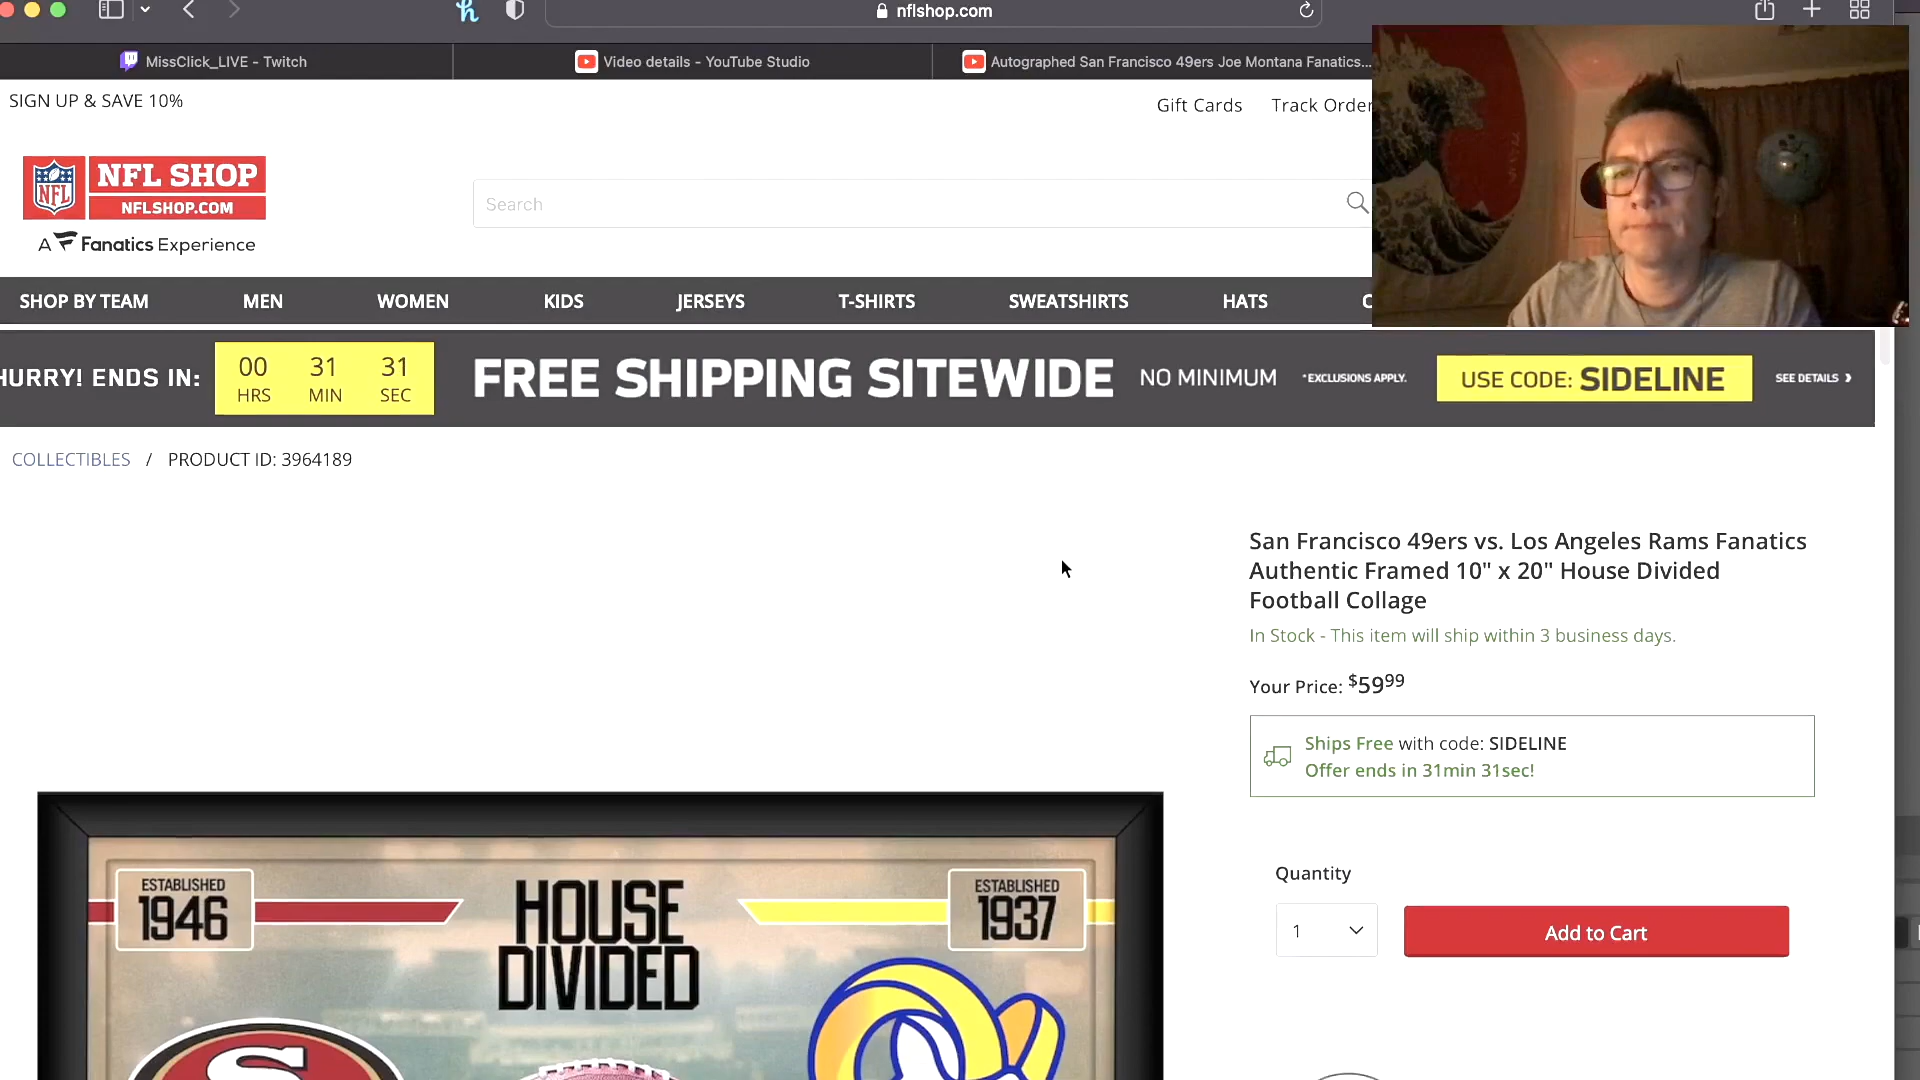 nflshop.com
MissClick_LIVE - Twitch
Video details - YouTube Studio
Autographed San Francisco 49ers Joe Montana Fanatics...
SIGN UP & SAVE 10%
Gift Cards
Track Order
NFL
NFL SHOP
NFLSHOP.COM
A Fanatics Experience
Search
SHOP BY TEAM
MEN
WOMEN
KIDS
JERSEYS
T-SHIRTS
SWEATSHIRTS
HATS
HURRY! ENDS IN:
00 31 31
HRS MIN SEC
FREE SHIPPING SITEWIDE
NO MINIMUM
*EXCLUSIONS APPLY.
USE CODE: SIDELINE
SEE DETAILS
COLLECTIBLES / PRODUCT ID: 3964189
San Francisco 49ers vs. Los Angeles Rams Fanatics
Authentic Framed 10" x 20" House Divided
Football Collage
In Stock - This item will ship within 3 business days.
Your Price: $5999
Ships Free with code: SIDELINE
Offer ends in 31min 31sec!
Quantity
1
Add to Cart
ESTABLISHED
1946
HOUSE
DIVIDED
ESTABLISHED
1937